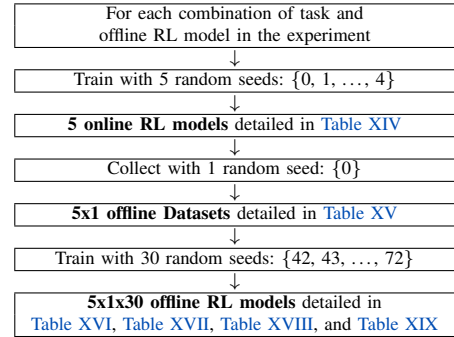 For each combination of task and
offline RL model in the experiment
↓
Train with 5 random seeds: {0, 1, . . . , 4}
↓
5 online RL models detailed in Table XIV
↓
Collect with 1 random seed: {0}
↓
5x1 offline Datasets detailed in Table XV
↓
Train with 30 random seeds: {42, 43, . . . , 72}
↓
5x1x30 offline RL models detailed in
Table XVI, Table XVII, Table XVIII, and Table XIX